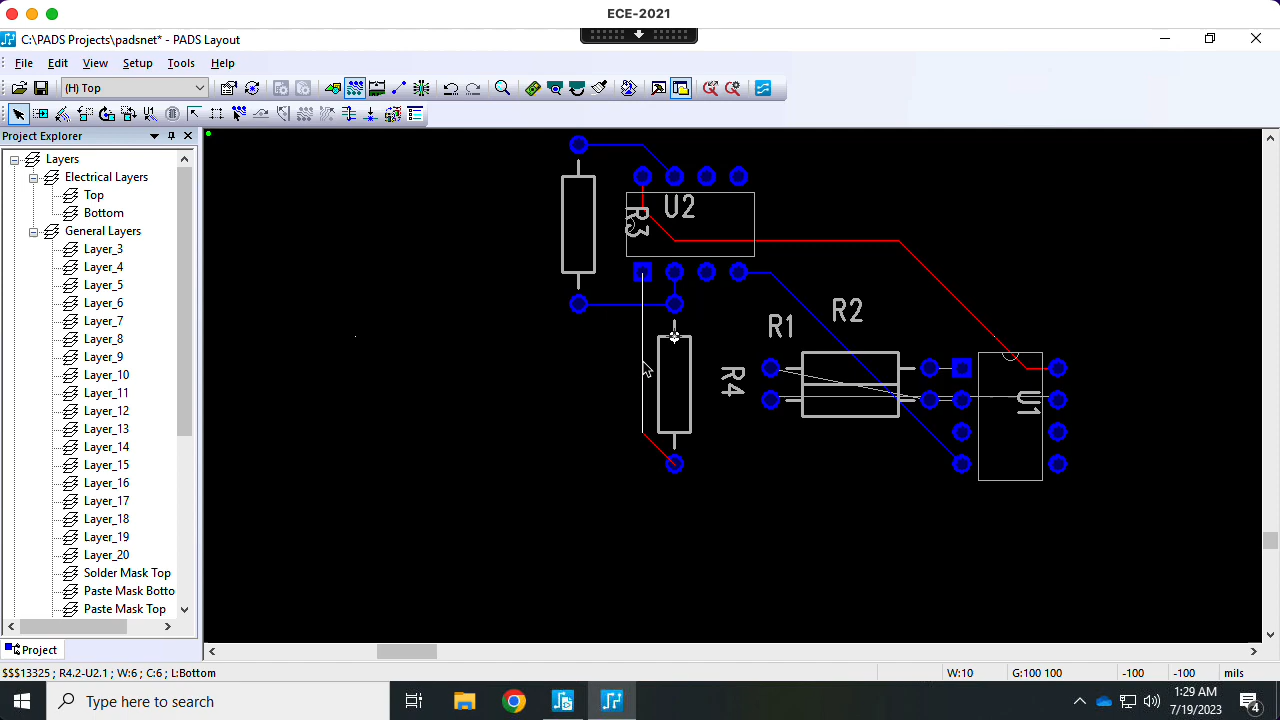 ECE-2021
C:\PADS Projects\padsnet* - PADS Layout
File Edit View Setup Tools Help
(H) Top
Project Explorer
Layers
Electrical Layers
Top
Bottom
General Layers
Layer_3
Layer_4
Layer_5
Layer_6
Layer_7
Layer_8
Layer_9
Layer_10
Layer_11
Layer_12
Layer_13
Layer_14
Layer_15
Layer_16
Layer_17
Layer_18
Layer_19
Layer_20
Solder Mask Top
Paste Mask Botto
Paste Mask Top
Project
U2
R3
R1
R2
R4
U1
$$$13325 ; R4.2-U2.1 ; W:6 ; C:6 ; L:Bottom
W:10 G:100 100 -100 -100 mils
Type here to search
1:29 AM
7/19/2023
4